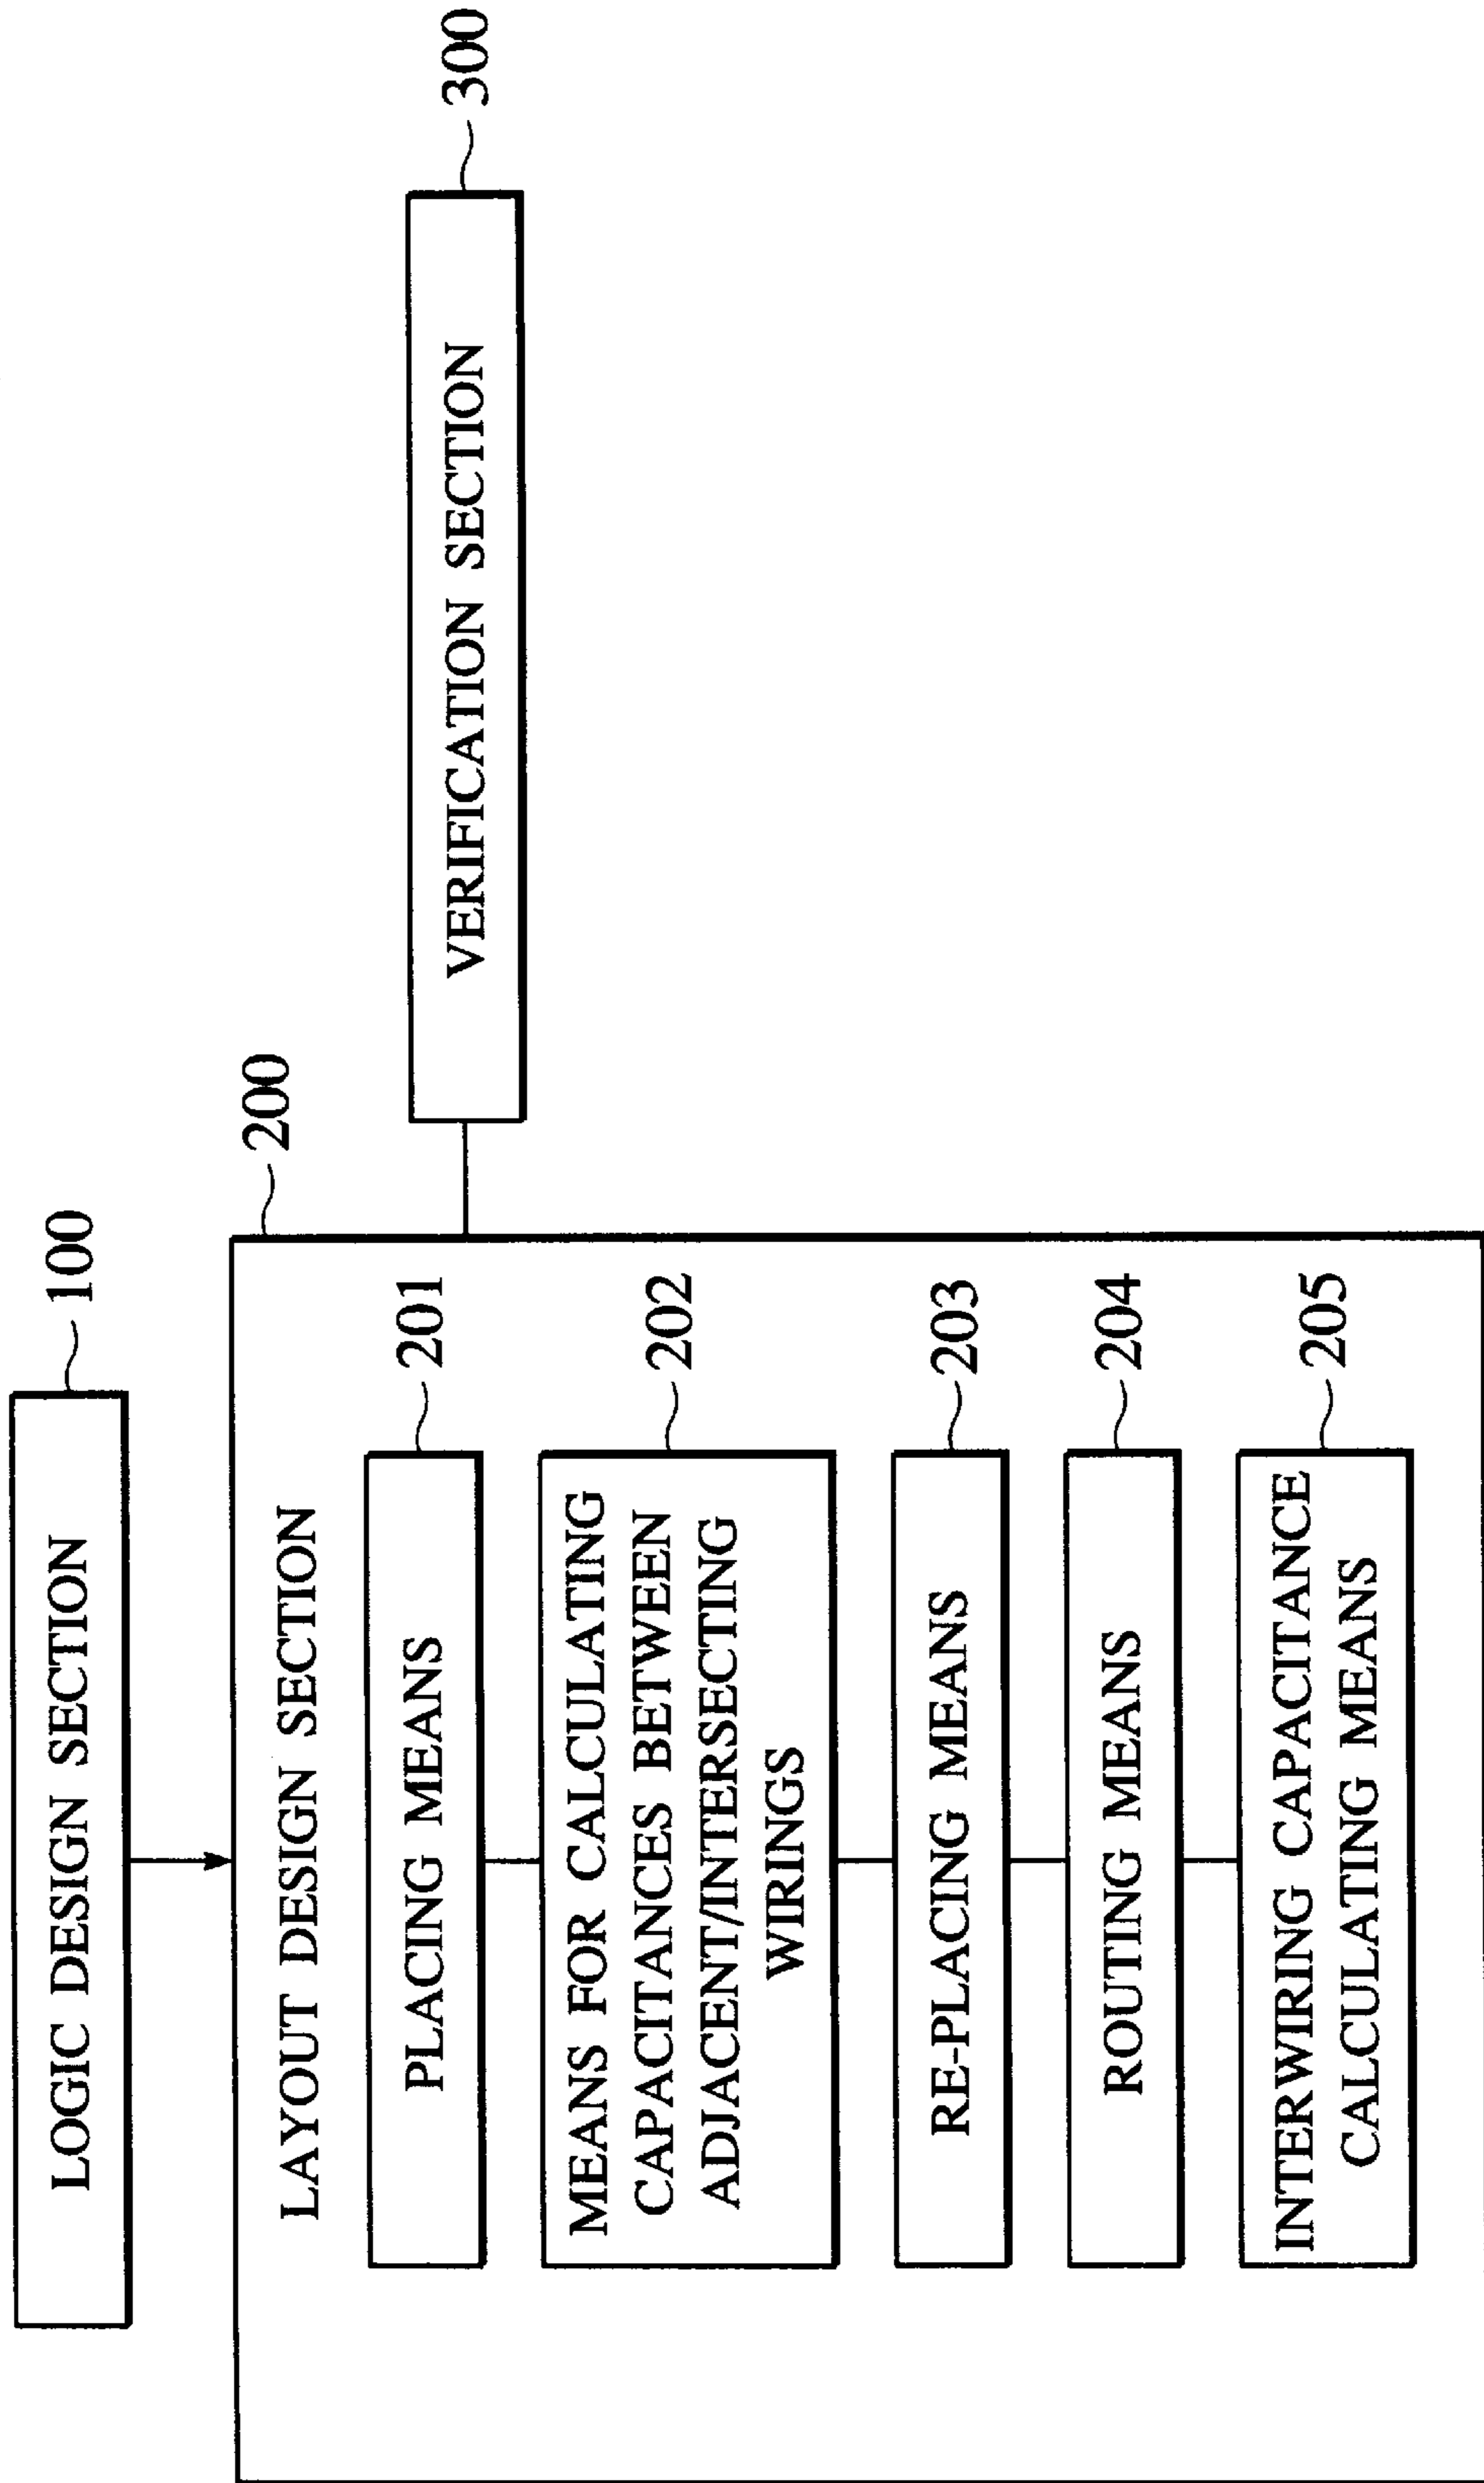 LOGIC DESIGN SECTION
100
200
LAYOUT DESIGN SECTION
PLACING MEANS
201
MEANS FOR CALCULATING
CAPACITANCES BETWEEN
ADJACENT/INTERSECTING
WIRINGS
202
RE-PLACING MEANS
203
ROUTING MEANS
204
INTERWIRING CAPACITANCE
CALCULATING MEANS
205
VERIFICATION SECTION
300